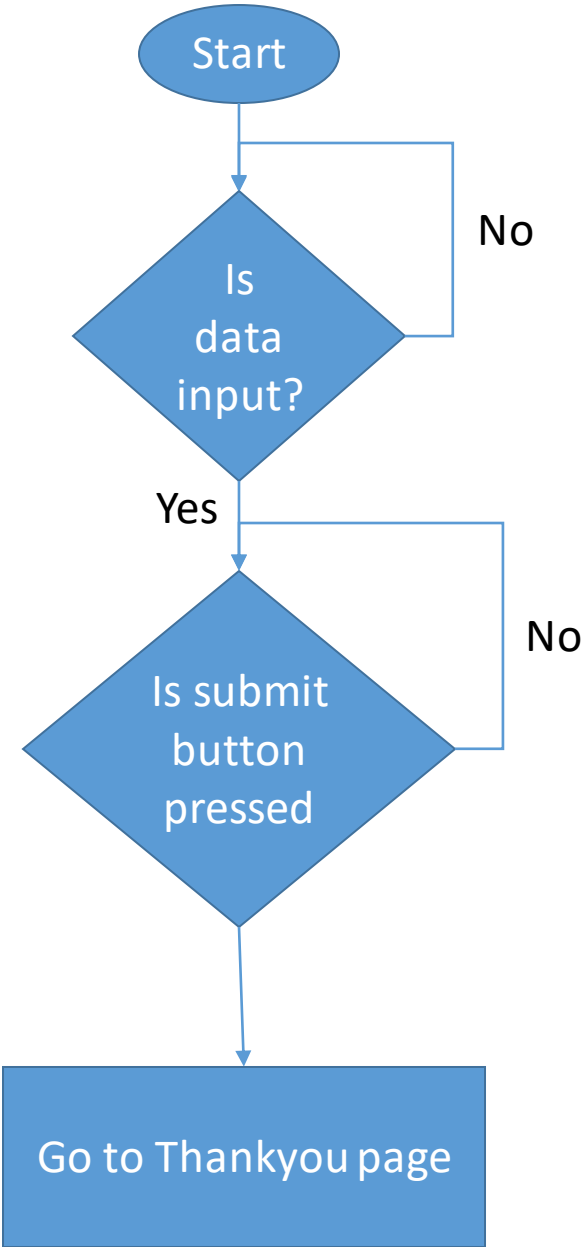 Start
No
Is
data
input?
Yes
No
Is submit
button
pressed
Go to Thankyou page